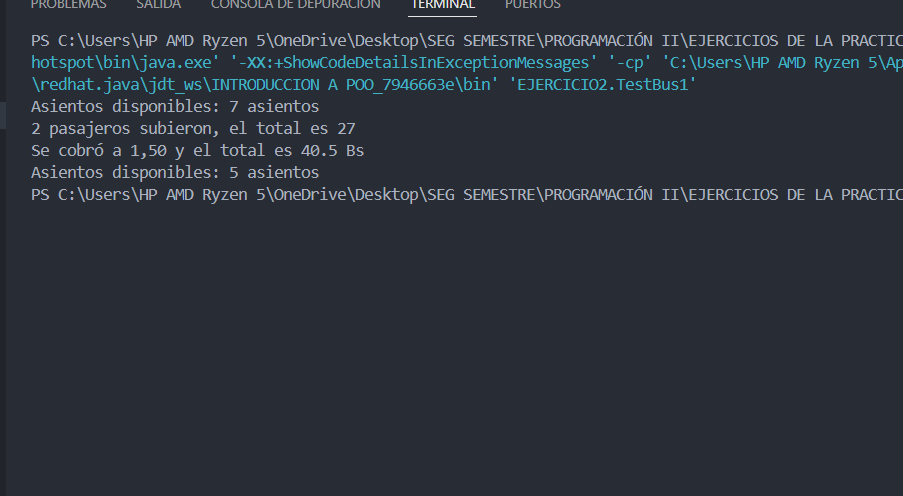 PROBLEMAS SALIDA CONSOLA DE DEPURACIÓN TERMINAL PUERTOS
PS C:\Users\HP AMD Ryzen 5\OneDrive\Desktop\SEG SEMESTRE\PROGRAMACIÓN II\EJERCICIOS DE LA PRACTIC
hotspot\bin\java.exe' '-XX:+ShowCodeDetailsInExceptionMessages' '-cp' 'C:\Users\HP AMD Ryzen 5\Ap
\redhat.java\jdt_ws\INTRODUCCION A POO_7946663e\bin' 'EJERCICIO2.TestBus1'
Asientos disponibles: 7 asientos
2 pasajeros subieron, el total es 27
Se cobró a 1,50 y el total es 40.5 Bs
Asientos disponibles: 5 asientos
PS C:\Users\HP AMD Ryzen 5\OneDrive\Desktop\SEG SEMESTRE\PROGRAMACIÓN II\EJERCICIOS DE LA PRACTIC